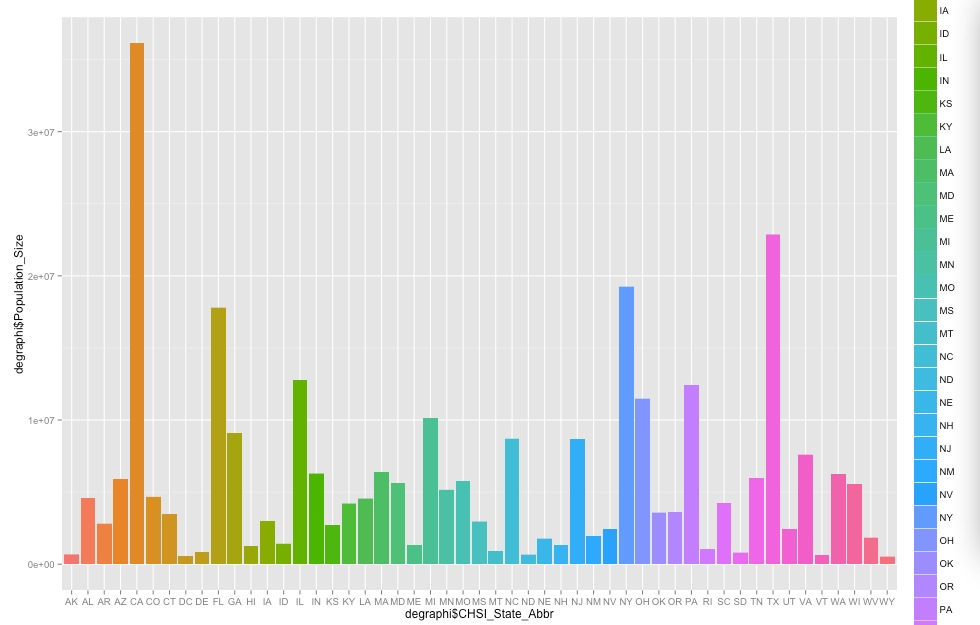 degraphi$Population_Size
3e+07
2e+07
1e+07
0e+00
AK AL AR AZ CA CO CT DC DE FL GA HI IA ID IL IN KS KY LA MA MD ME MI MN MO MS MT NC ND NE NH NJ NM NV NY OH OK OR PA RI SC SD TN TX UT VA VT WA WI WV WY
degraphi$CHSI_State_Abbr
IA
ID
IL
IN
KS
KY
LA
MA
MD
ME
MI
MN
MO
MS
MT
NC
ND
NE
NH
NJ
NM
NV
NY
OH
OK
OR
PA